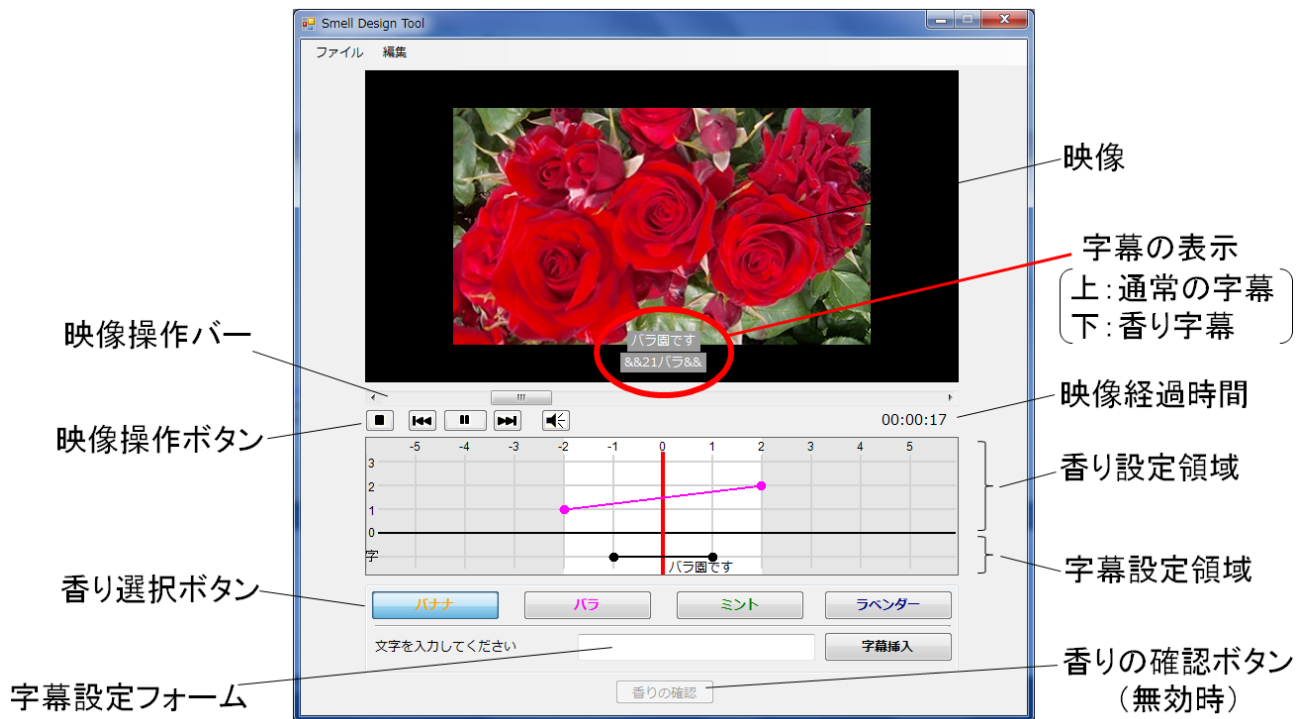 Smell Design Tool
ファイル 編集
映像
字幕の表示
上：通常の字幕
下：香り字幕
バラ園です
&&21バラ&&
映像操作バー
映像経過時間
00:00:17
映像操作ボタン
-5 -4 -3 -2 -1 0 1 2 3 4 5
3
2
1
0
字
バラ園です
香り設定領域
字幕設定領域
香り選択ボタン
バナナ バラ ミント ラベンダー
文字を入力してください 字幕挿入
字幕設定フォーム
香りの確認
香りの確認ボタン
（無効時）